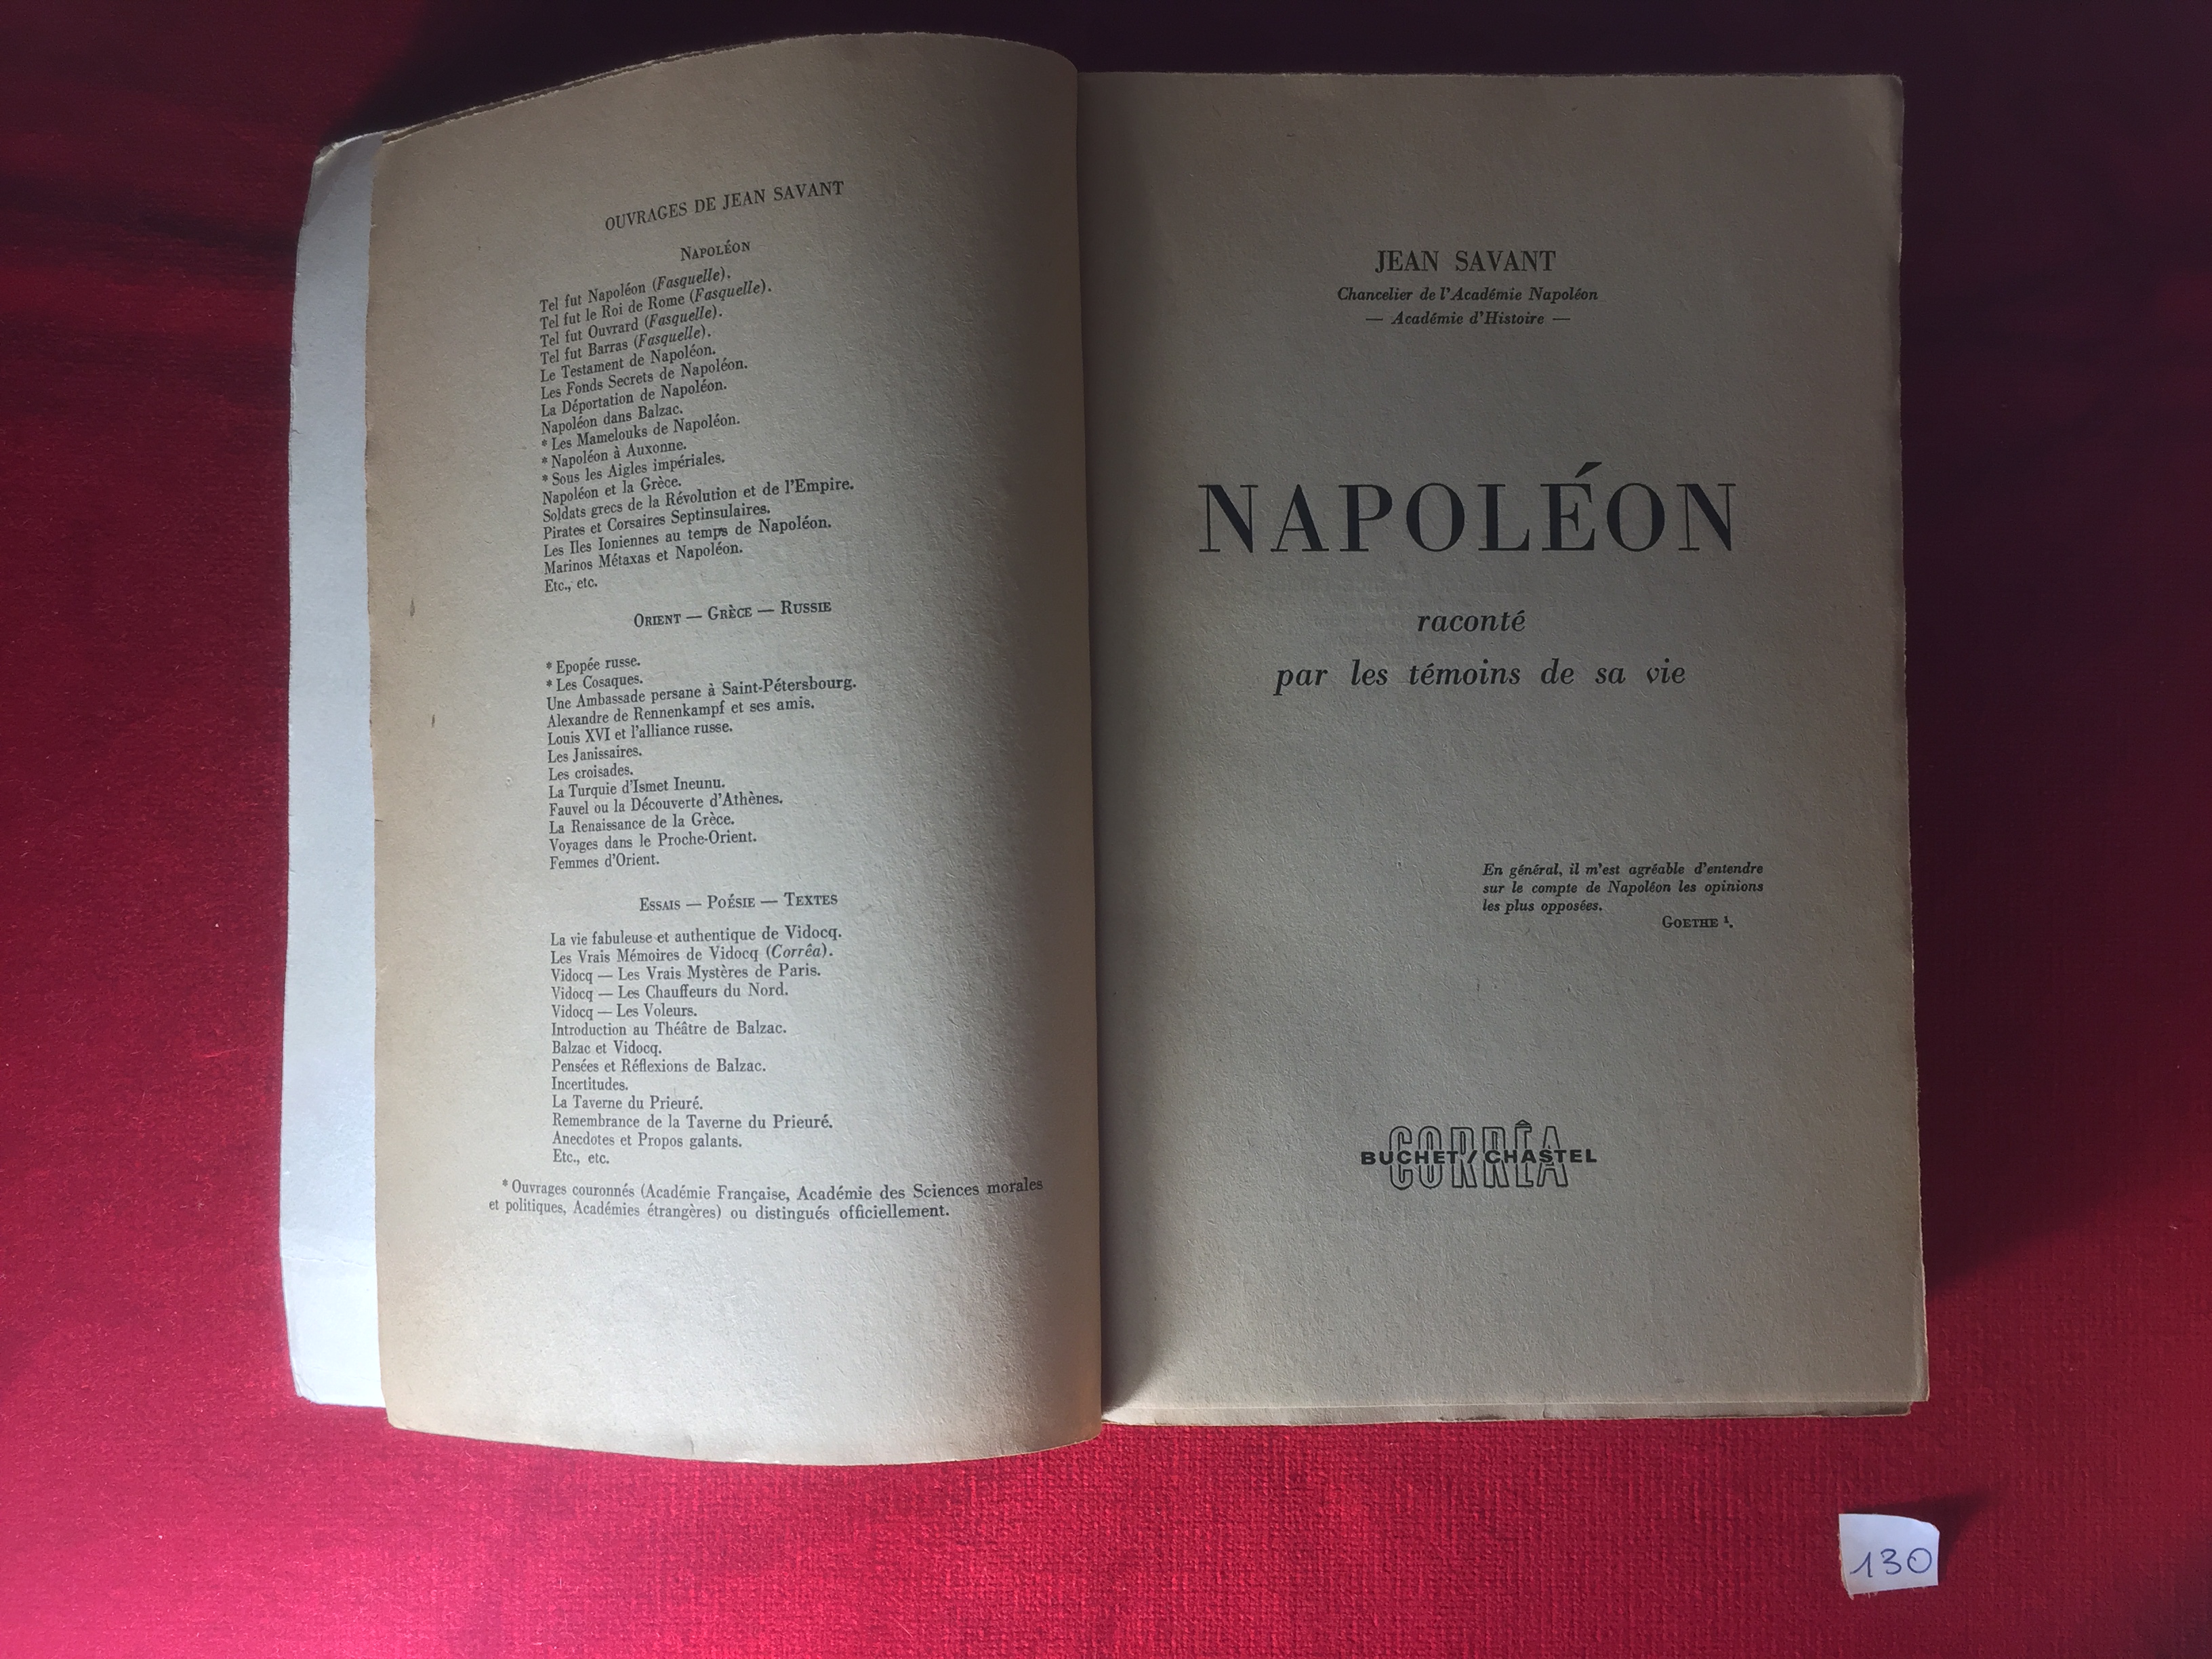 OUVRAGES DE JEAN SAVANT
NAPOLÉON
Tel fut Napoléon (Fasquelle).
Tel fut le Roi de Rome (Fasquelle).
Tel fut Ouvrard (Fasquelle).
Tel fut Barras (Fasquelle).
Le Testament de Napoléon.
Les Fonds Secrets de Napoléon.
La Déportation de Napoléon.
Napoléon dans Balzac.
* Les Mamelouks de Napoléon.
* Napoléon à Auxonne.
* Sous les Aigles impériales.
Napoléon et la Grèce.
Soldats grecs de la Révolution et de l'Empire.
Pirates et Corsaires Septinsulaires.
Les Iles Ioniennes au temps de Napoléon.
Marinos Métaxas et Napoléon.
Etc., etc.
ORIENT — GRÈCE — RUSSIE
* Epopée russe.
* Les Cosaques.
Une Ambassade persane à Saint-Pétersbourg.
Alexandre de Rennenkampf et ses amis.
Louis XVI et l'alliance russe.
Les Janissaires.
Les croisades.
La Turquie d'Ismet Ineunu.
Fauvel ou la Découverte d'Athènes.
La Renaissance de la Grèce.
Voyages dans le Proche-Orient.
Femmes d'Orient.
ESSAIS — POÉSIE — TEXTES
La vie fabuleuse et authentique de Vidocq.
Les Vrais Mémoires de Vidocq (Corrêa).
Vidocq — Les Vrais Mystères de Paris.
Vidocq — Les Chauffeurs du Nord.
Vidocq — Les Voleurs.
Introduction au Théâtre de Balzac.
Balzac et Vidocq.
Pensées et Réflexions de Balzac.
Incertitudes.
La Taverne du Prieuré.
Remembrance de la Taverne du Prieuré.
Anecdotes et Propos galants.
Etc., etc.
* Ouvrages couronnés (Académie Française, Académie des Sciences morales
et politiques, Académies étrangères) ou distingués officiellement.
JEAN SAVANT
Chancelier de l'Académie Napoléon
— Académie d'Histoire —
NAPOLÉON
raconté
par les témoins de sa vie
En général, il m'est agréable d'entendre
sur le compte de Napoléon les opinions
les plus opposées.
GOETHE ¹.
CORRÊA
BUCHET / CHASTEL
130